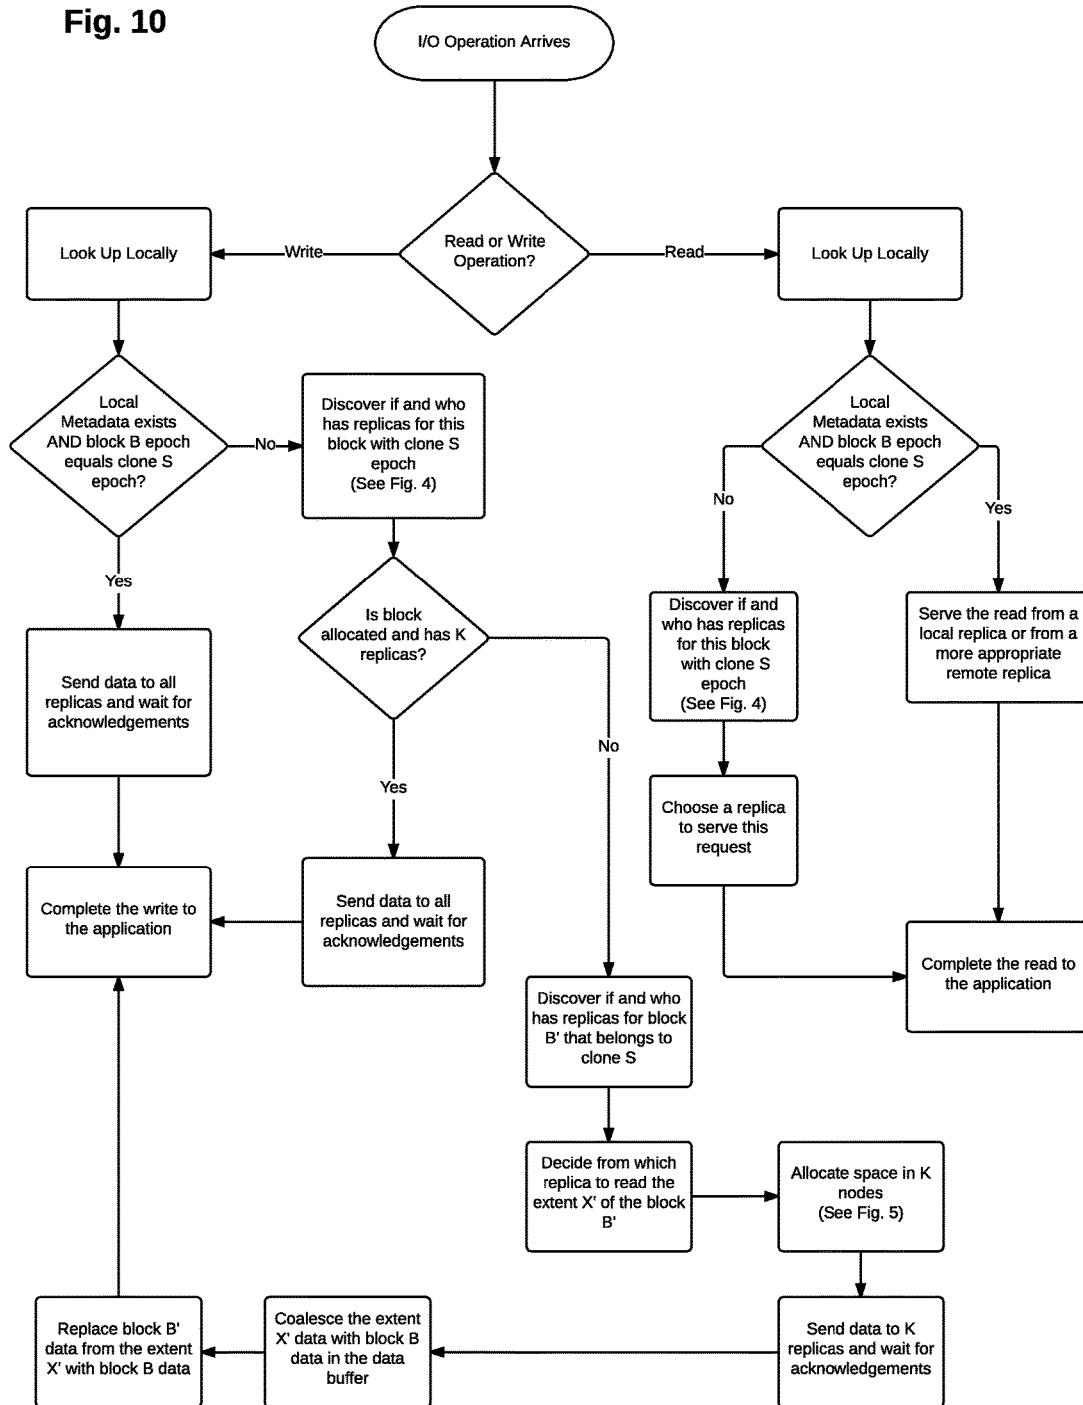 Fig. 10
I/O Operation Arrives
Read or Write
Operation?
Write
Read
Look Up Locally
Look Up Locally
Local
Metadata exists
AND block B epoch
equals clone S
epoch?
No
Yes
Discover if and who
has replicas for this
block with clone S
epoch
(See Fig. 4)
Local
Metadata exists
AND block B epoch
equals clone S
epoch?
No
Yes
Is block
allocated and has K
replicas?
Yes
No
Send data to all
replicas and wait for
acknowledgements
Discover if and
who has replicas
for this block
with clone S
epoch
(See Fig. 4)
Serve the read from a
local replica or from a
more appropriate
remote replica
Choose a replica
to serve this
request
Complete the write to
the application
Send data to all
replicas and wait for
acknowledgements
Complete the read to
the application
Discover if and who
has replicas for block
B' that belongs to
clone S
Decide from which
replica to read the
extent X' of the block
B'
Allocate space in K
nodes
(See Fig. 5)
Replace block B'
data from the extent
X' with block B data
Coalesce the extent
X' data with block B
data in the data
buffer
Send data to K
replicas and wait for
acknowledgements